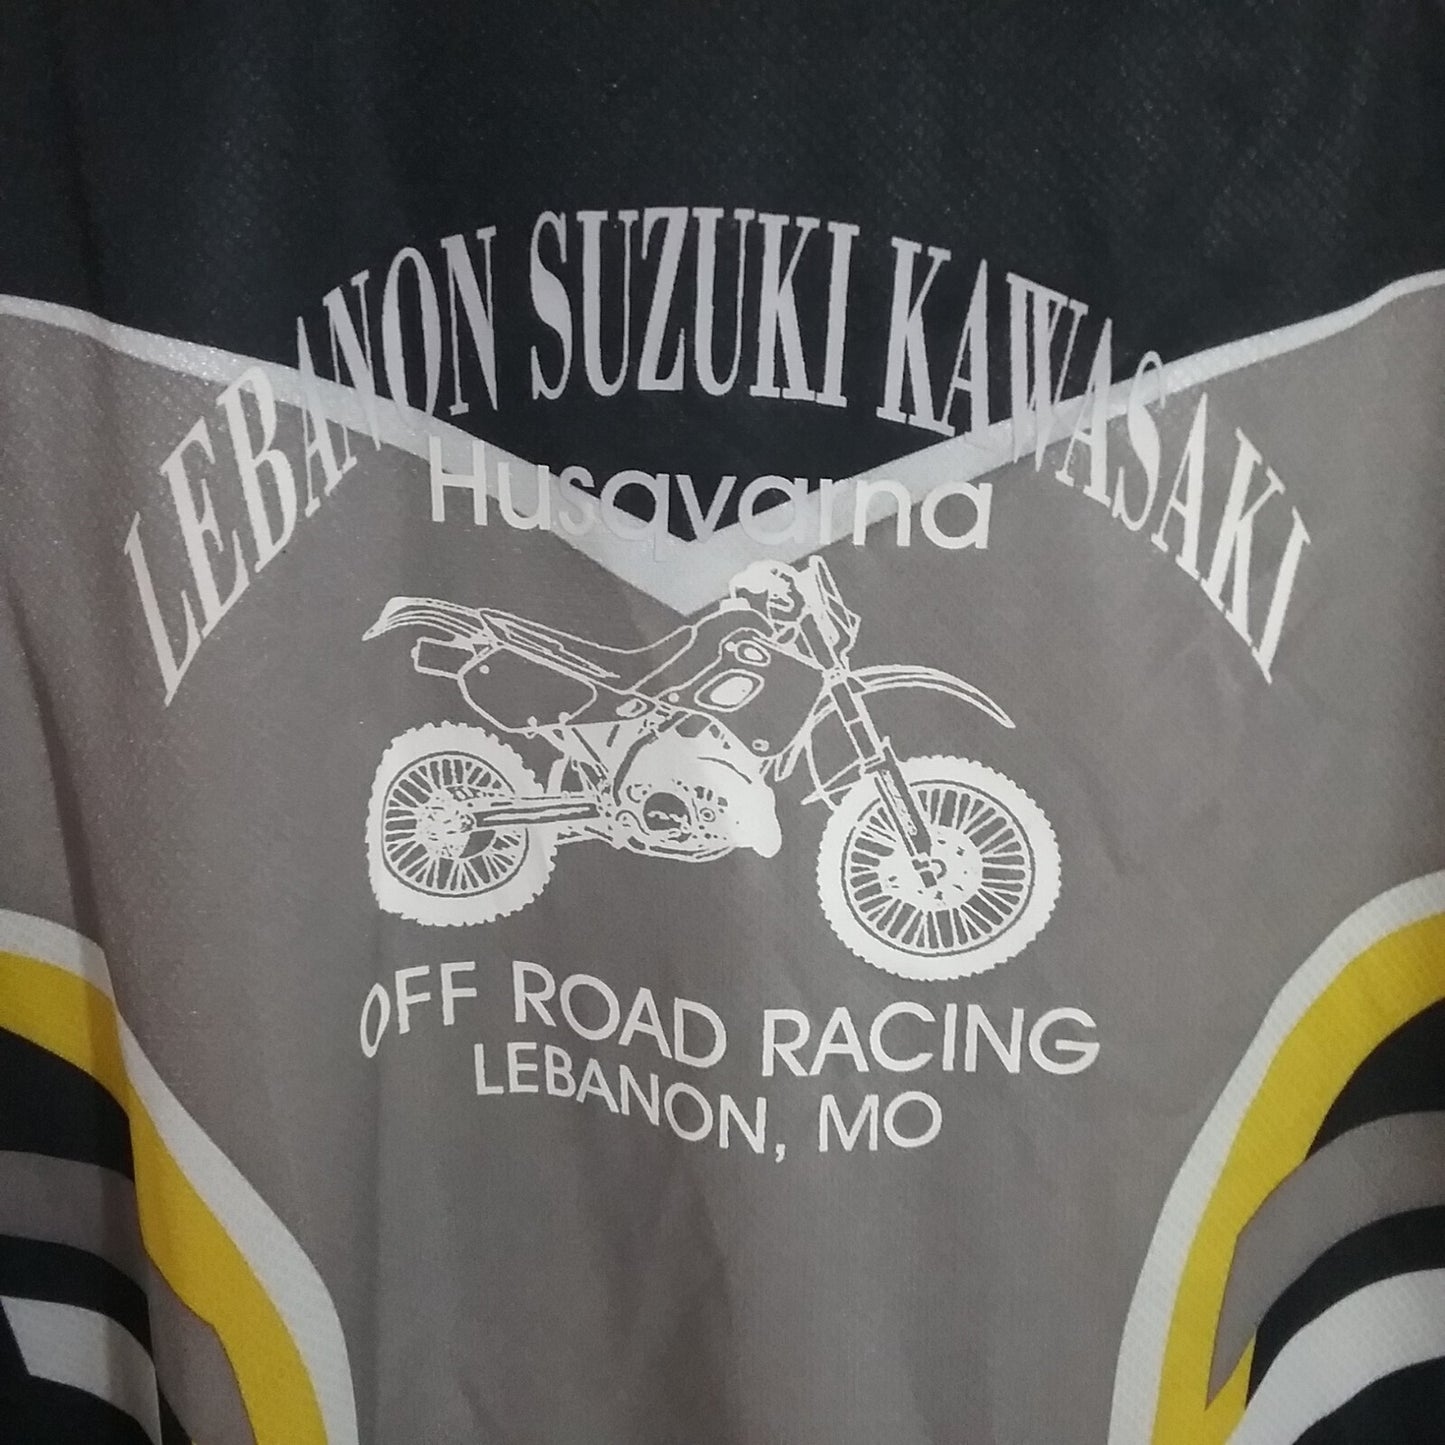 LEBANON SUZUKI KAWASAKI
Husqvarna
OFF ROAD RACING
LEBANON, MO